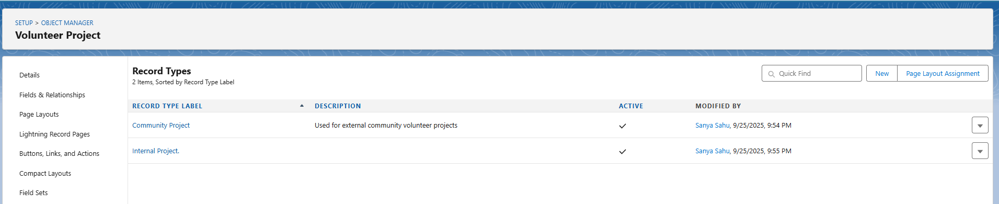 SETUP > OBJECT MANAGER
Volunteer Project
Details
Fields & Relationships
Page Layouts
Lightning Record Pages
Buttons, Links, and Actions
Compact Layouts
Field Sets
Record Types
2 Items, Sorted by Record Type Label
Quick Find
New
Page Layout Assignment
RECORD TYPE LABEL DESCRIPTION ACTIVE MODIFIED BY
Community Project Used for external community volunteer projects Sanya Sahu, 9/25/2025, 9:54 PM
Internal Project. Sanya Sahu, 9/25/2025, 9:55 PM